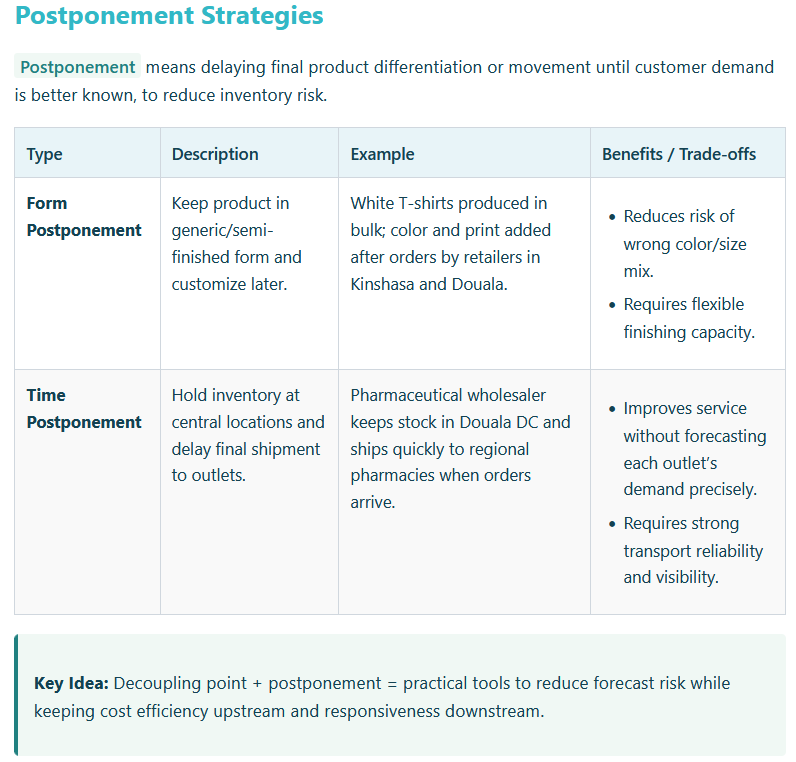 Postponement Strategies
Postponement means delaying final product differentiation or movement until customer demand
is better known, to reduce inventory risk.
Type
Description
Example
Benefits / Trade-offs
Form
Postponement
Keep product in
generic/semi-
finished form and
customize later.
White T-shirts produced in
bulk; color and print added
after orders by retailers in
Kinshasa and Douala.
• Reduces risk of
wrong color/size
mix.
• Requires flexible
finishing capacity.
Time
Postponement
Hold inventory at
central locations and
delay final shipment
to outlets.
Pharmaceutical wholesaler
keeps stock in Douala DC and
ships quickly to regional
pharmacies when orders
arrive.
• Improves service
without forecasting
each outlet’s
demand precisely.
• Requires strong
transport reliability
and visibility.
Key Idea: Decoupling point + postponement = practical tools to reduce forecast risk while
keeping cost efficiency upstream and responsiveness downstream.